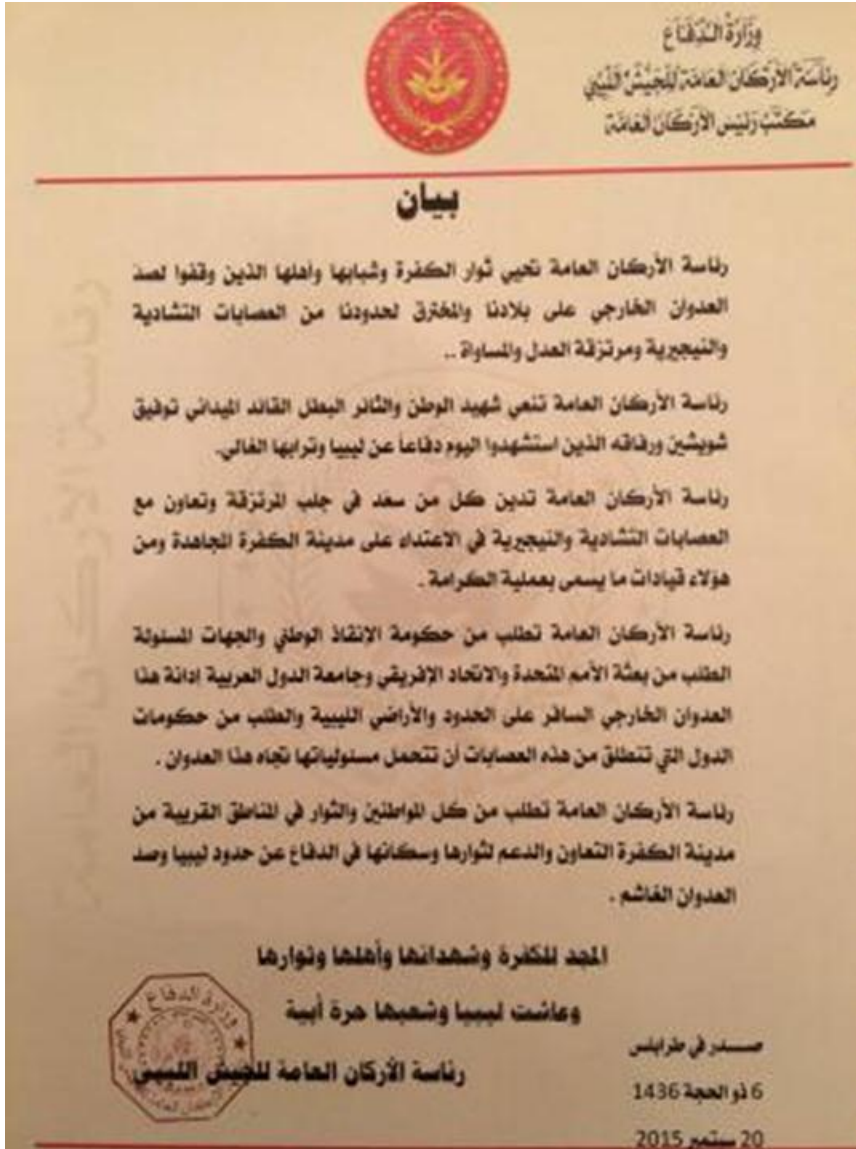 وزارة الدفاع
رئاسة الأركان العامة للجيش الليبي
مكتب رئيس الأركان العامة
بيان
رئاسة الأركان العامة تحيي ثوار الكفرة وشبابها وأهلها الذين وقفوا لصد
العدوان الخارجي على بلادنا والمخترق لحدودنا من العصابات التشادية
والنيجيرية ومرتزقة العدل والمساواة ..
رئاسة الأركان العامة تنعي شهيد الوطن والثائر البطل القائد الميداني توفيق
شويشين ورفاقه الذين استشهدوا اليوم دفاعاً عن ليبيا وترابها الغالي.
رئاسة الأركان العامة تدين كل من سعد في جلب المرتزقة وتعاون مع
العصابات التشادية والنيجيرية في الاعتداء على مدينة الكفرة المجاهدة ومن
هؤلاء قيادات ما يسمى بعملية الكرامة .
رئاسة الأركان العامة تطلب من حكومة الإنقاذ الوطني والجهات المسئولة
الطلب من بعثة الأمم المتحدة والاتحاد الإفريقي وجامعة الدول العربية إدانة هذا
العدوان الخارجي السافر على الحدود والأراضي الليبية والطلب من حكومات
الدول التي تنطلق من هذه العصابات أن تتحمل مسئولياتها تجاه هذا العدوان .
رئاسة الأركان العامة تطلب من كل المواطنين والثوار في المناطق القريبة من
مدينة الكفرة التعاون والدعم لثوارها وسكانها في الدفاع عن حدود ليبيا وصد
العدوان الغاشم .
المجد للكفرة وشهدائها وأهلها وثوارها
وعاشت ليبيا وشعبها حرة أبية
رئاسة الأركان العامة للجيش الليبي
صدر في طرابلس
6 ذو الحجة 1436
20 سبتمبر 2015
وزارة الدفاع
رئاسة الأركان العامة